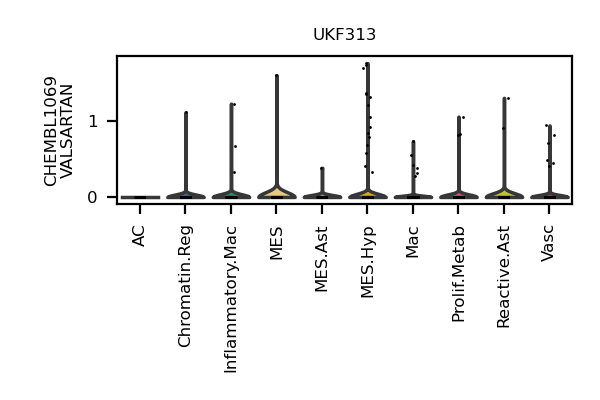 UKF313
CHEMBL1069
VALSARTAN
1
0
AC
Chromatin.Reg
Inflammatory.Mac
MES
MES.Ast
MES.Hyp
Mac
Prolif.Metab
Reactive.Ast
Vasc